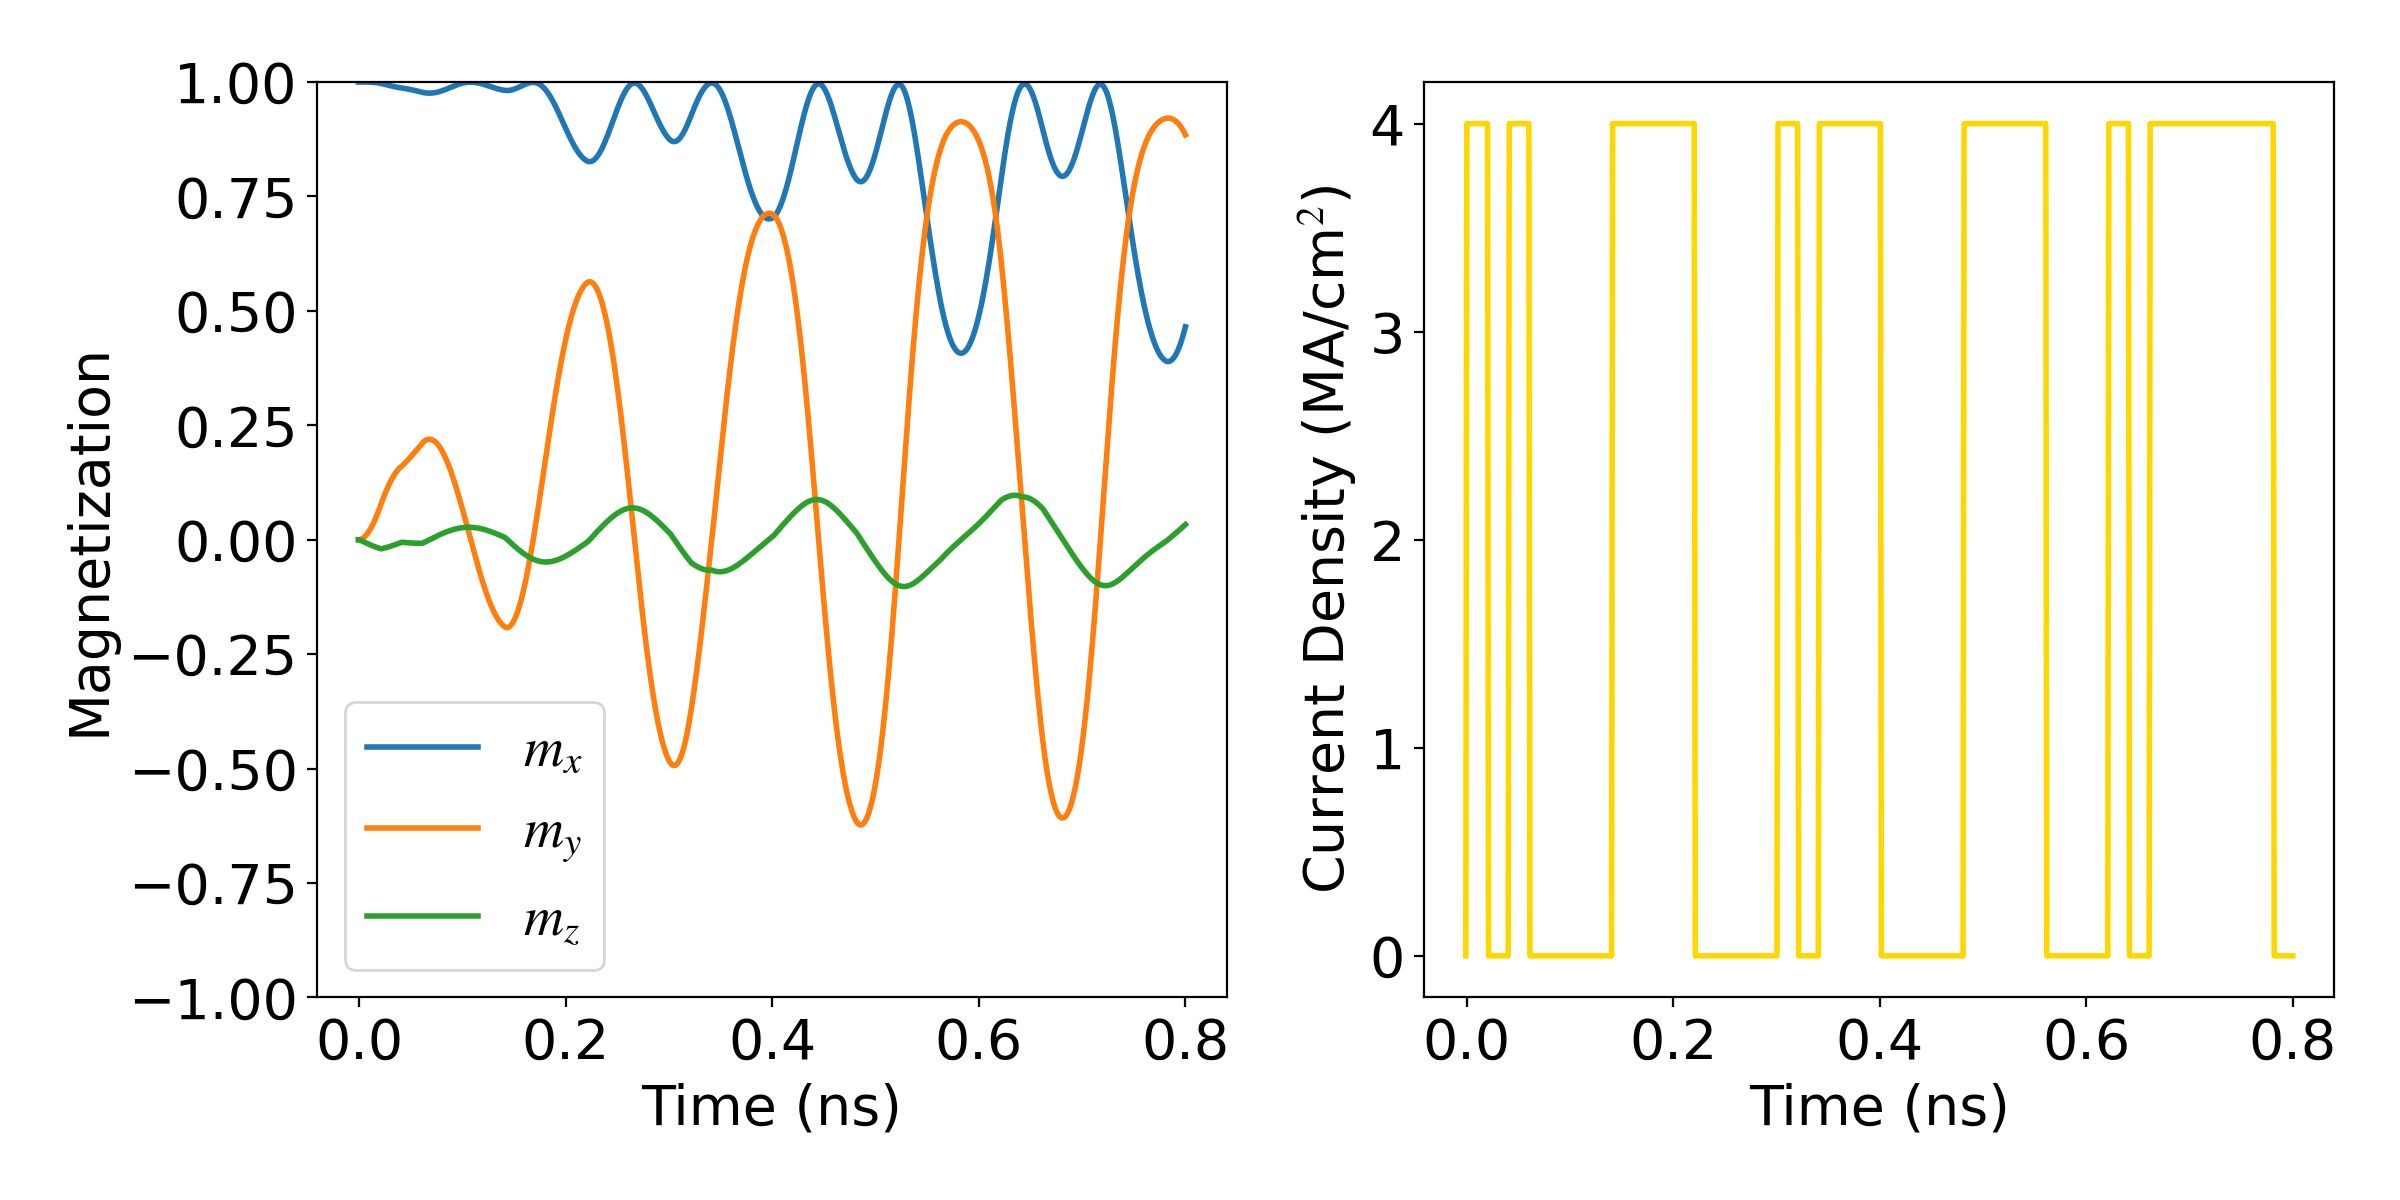 Magnetization
1.00
0.75
0.50
0.25
0.00
−0.25
−0.50
−0.75
−1.00
m_x
m_y
m_z
0.0 0.2 0.4 0.6 0.8
Time (ns)
Current Density (MA/cm²)
4
3
2
1
0
0.0 0.2 0.4 0.6 0.8
Time (ns)